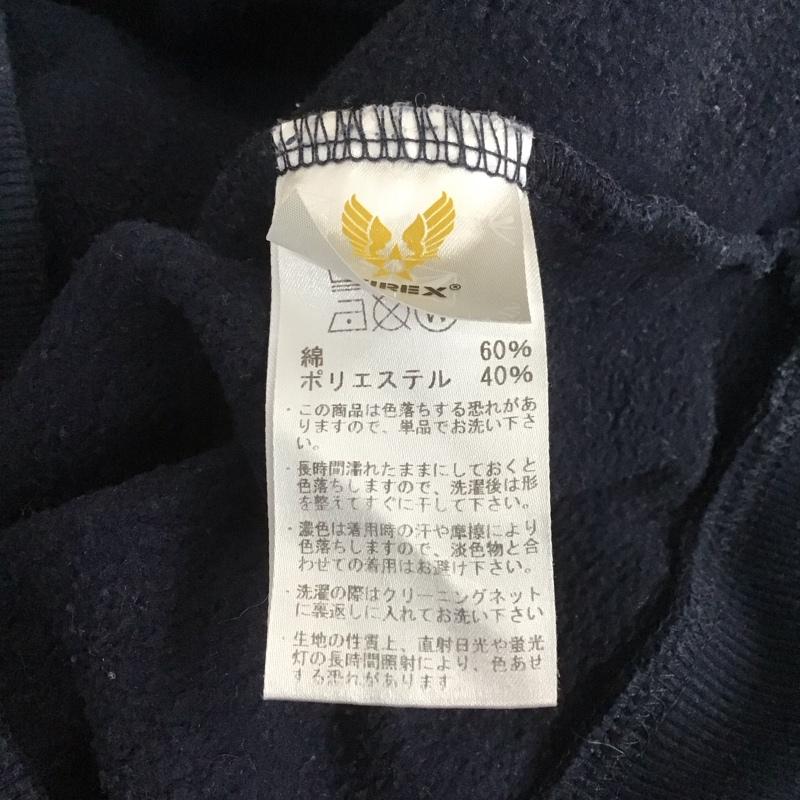 IREX®
綿 60%
ポリエステル 40%
・この商品は色落ちする恐れがあ
りますので、単品でお洗い下さ
い。
・長時間濡れたままにしておくと
色落ちしますので、洗濯後は形
を整えてすぐに干して下さい。
・濃色は着用時の汗や摩擦により
色落ちしますので、淡色物と合
わせての着用はお避け下さい。
・洗濯の際はクリーニングネット
に裏返しに入れてお洗い下さい
・生地の性質上、直射日光や蛍光
灯の長時間照射により、色あせ
する恐れがあります